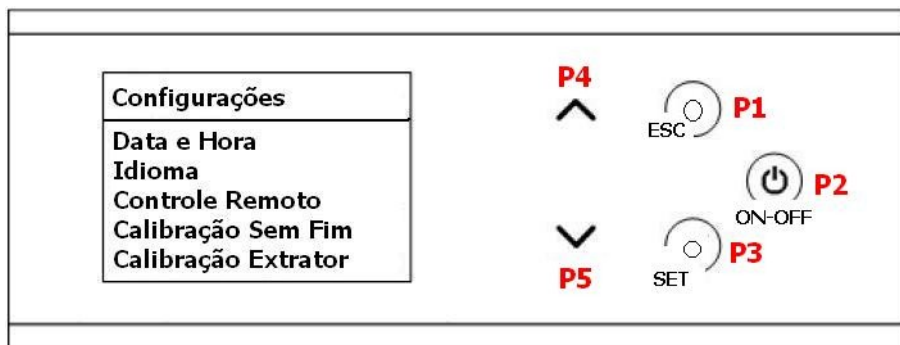 Configurações
Data e Hora
Idioma
Controle Remoto
Calibração Sem Fim
Calibração Extrator
P4
P5
ESC
P1
ON-OFF
P2
SET
P3